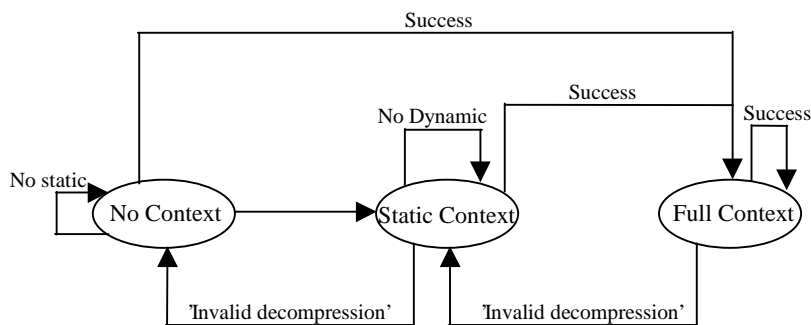 Success
Success
No Dynamic
Success
No static
No Context
Static Context
Full Context
'Invalid decompression'
'Invalid decompression'